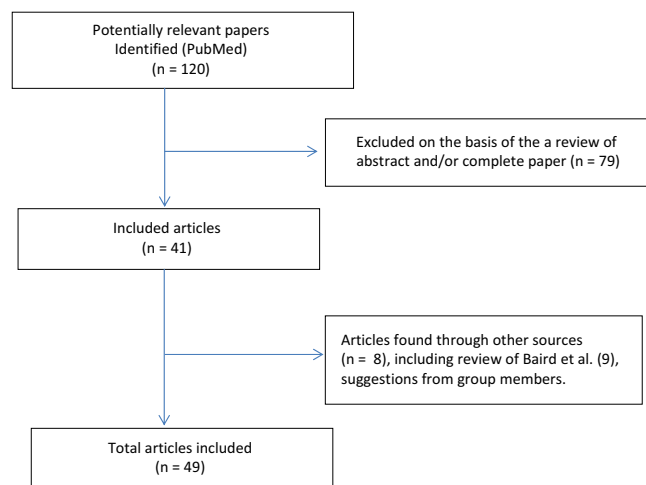 Potentially relevant papers
Identified (PubMed)
(n = 120)
Excluded on the basis of the a review of
abstract and/or complete paper (n = 79)
Included articles
(n = 41)
Articles found through other sources
(n = 8), including review of Baird et al. (9),
suggestions from group members.
Total articles included
(n = 49)